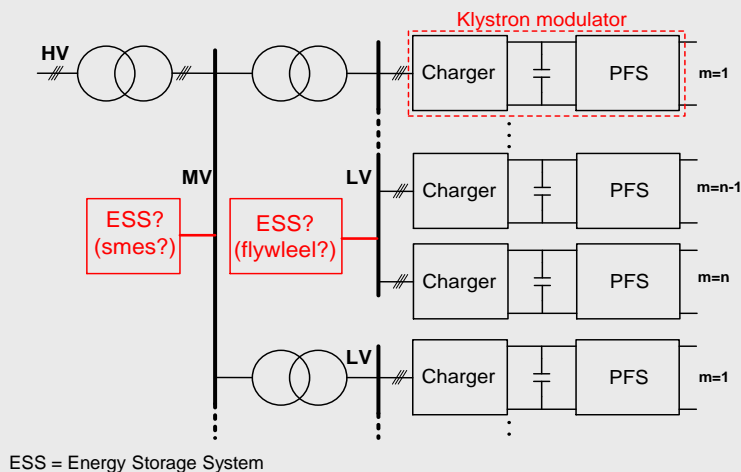 Klystron modulator
HV
Charger
PFS
m=1
MV
LV
ESS?
(smes?)
ESS?
(flywleel?)
Charger
PFS
m=n-1
Charger
PFS
m=n
LV
Charger
PFS
m=1
ESS = Energy Storage System